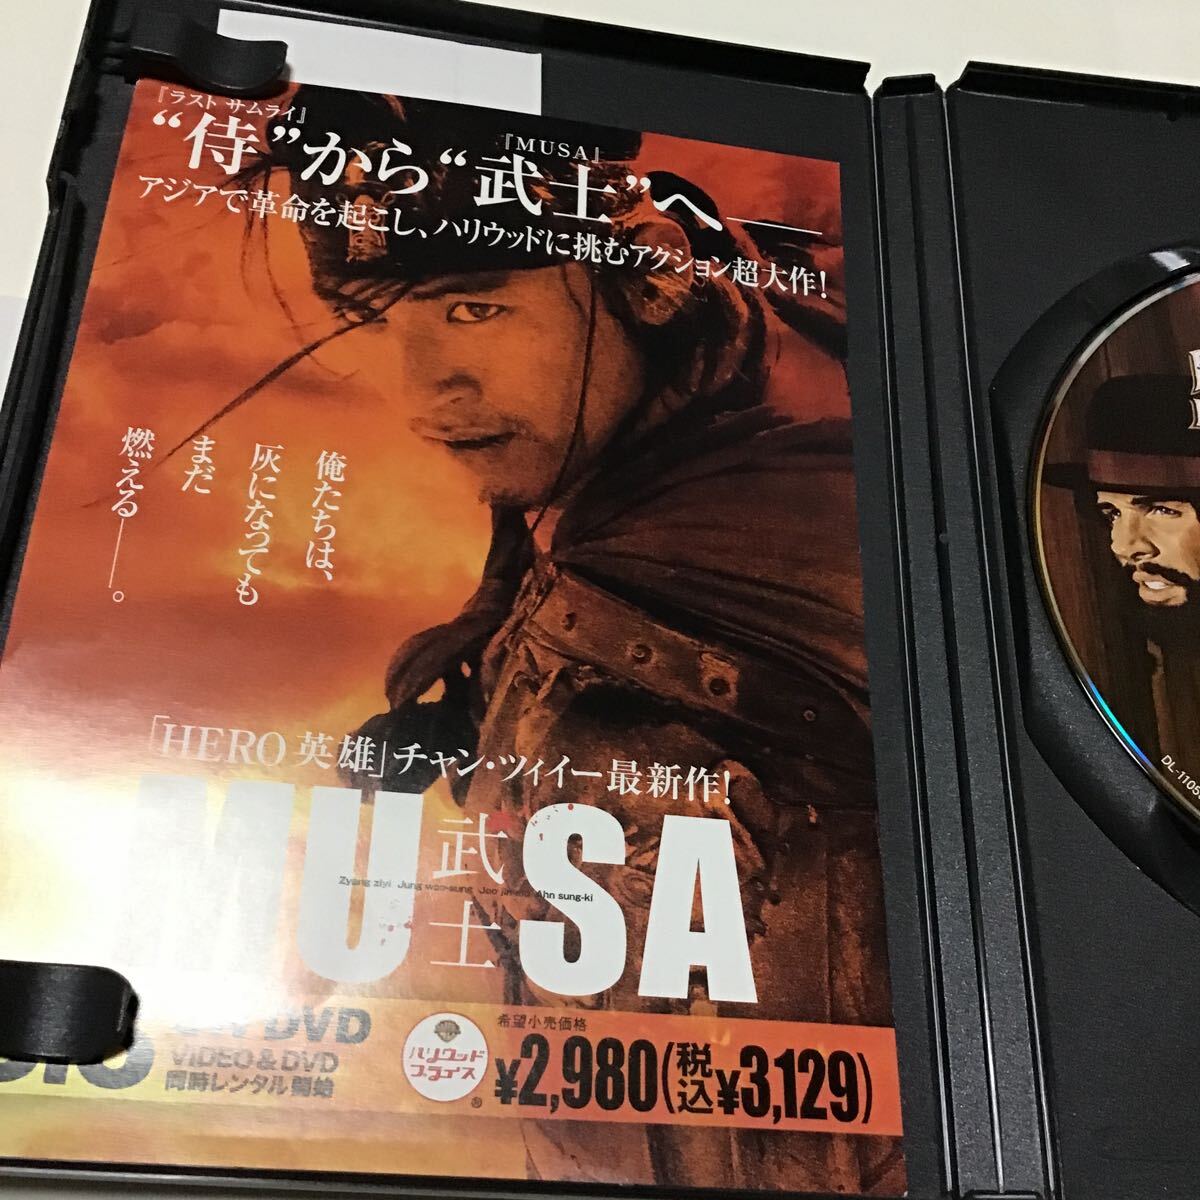 『ラスト サムライ』
『MUSA』
“侍”から“武士”へ――
アジアで革命を起こし、ハリウッドに挑むアクション超大作!
俺たちは、
灰になっても
まだ
燃える――。
「HERO 英雄」チャン・ツィイー最新作!
MUSA
武士
Zyang ziyi Jung woo-sung Joo jin-mo Ahn sung-ki
DVD
VIDEO & DVD
同時レンタル開始
ハリウッド
プライス
®
希望小売価格
¥2,980(税込¥3,129)
DL-1105